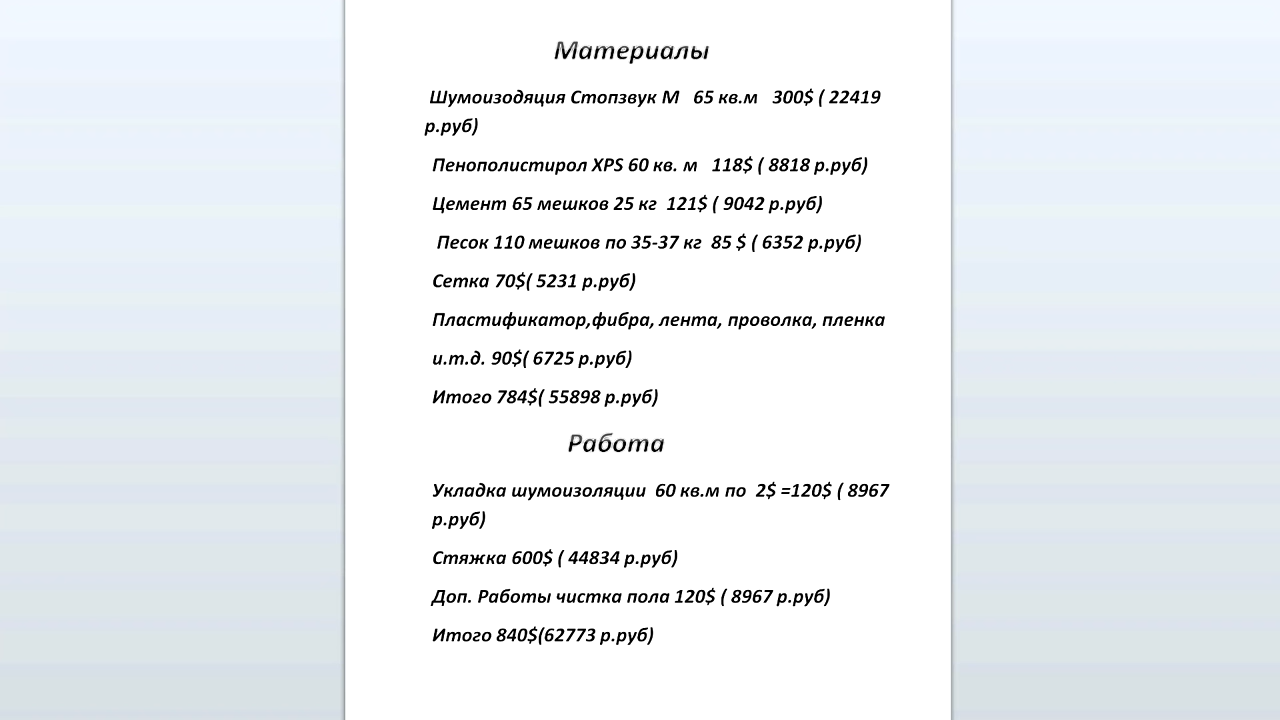 Материалы
Шумоизодяция Стопзвук М 65 кв.м 300$ ( 22419
р.руб)
Пенополистирол XPS 60 кв. м 118$ ( 8818 р.руб)
Цемент 65 мешков 25 кг 121$ ( 9042 р.руб)
Песок 110 мешков по 35-37 кг 85 $ ( 6352 р.руб)
Сетка 70$( 5231 р.руб)
Пластификатор,фибра, лента, проволка, пленка
и.т.д. 90$( 6725 р.руб)
Итого 784$( 55898 р.руб)
Работа
Укладка шумоизоляции 60 кв.м по 2$ =120$ ( 8967
р.руб)
Стяжка 600$ ( 44834 р.руб)
Доп. Работы чистка пола 120$ ( 8967 р.руб)
Итого 840$(62773 р.руб)